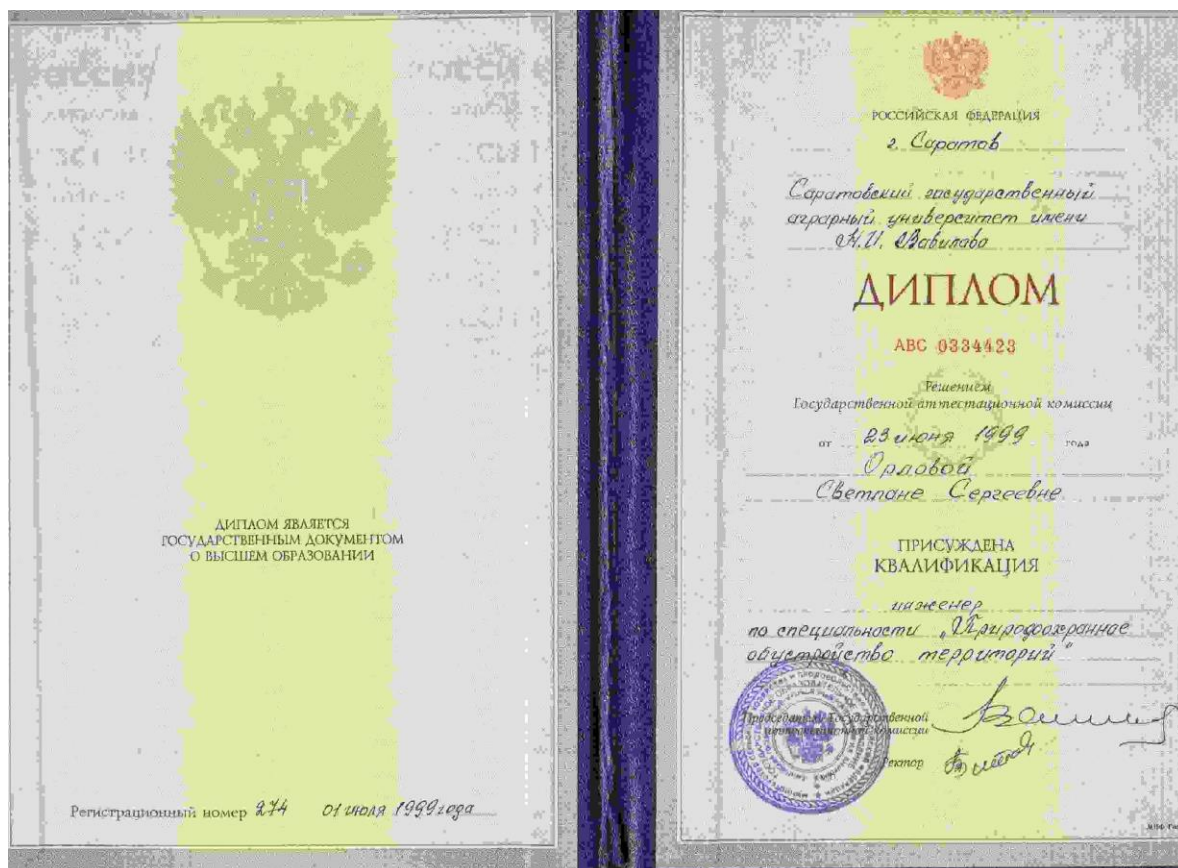 ДИПЛОМ ЯВЛЯЕТСЯ
ГОСУДАРСТВЕННЫМ ДОКУМЕНТОМ
О ВЫСШЕМ ОБРАЗОВАНИИ
Регистрационный номер 274 01 июля 1999 года
РОССИЙСКАЯ ФЕДЕРАЦИЯ
г. Саратов
Саратовский государственный
аграрный университет имени
Н.И. Вавилова
ДИПЛОМ
АВС 0334423
Решением
Государственной аттестационной комиссии
от 23 июня 1999 года
Орловой
Светлане Сергеевне
ПРИСУЖДЕНА
КВАЛИФИКАЦИЯ
инженер
по специальности „Природоохранное
обустройство территорий"
Председатель Государственной
аттестационной комиссии
Ректор